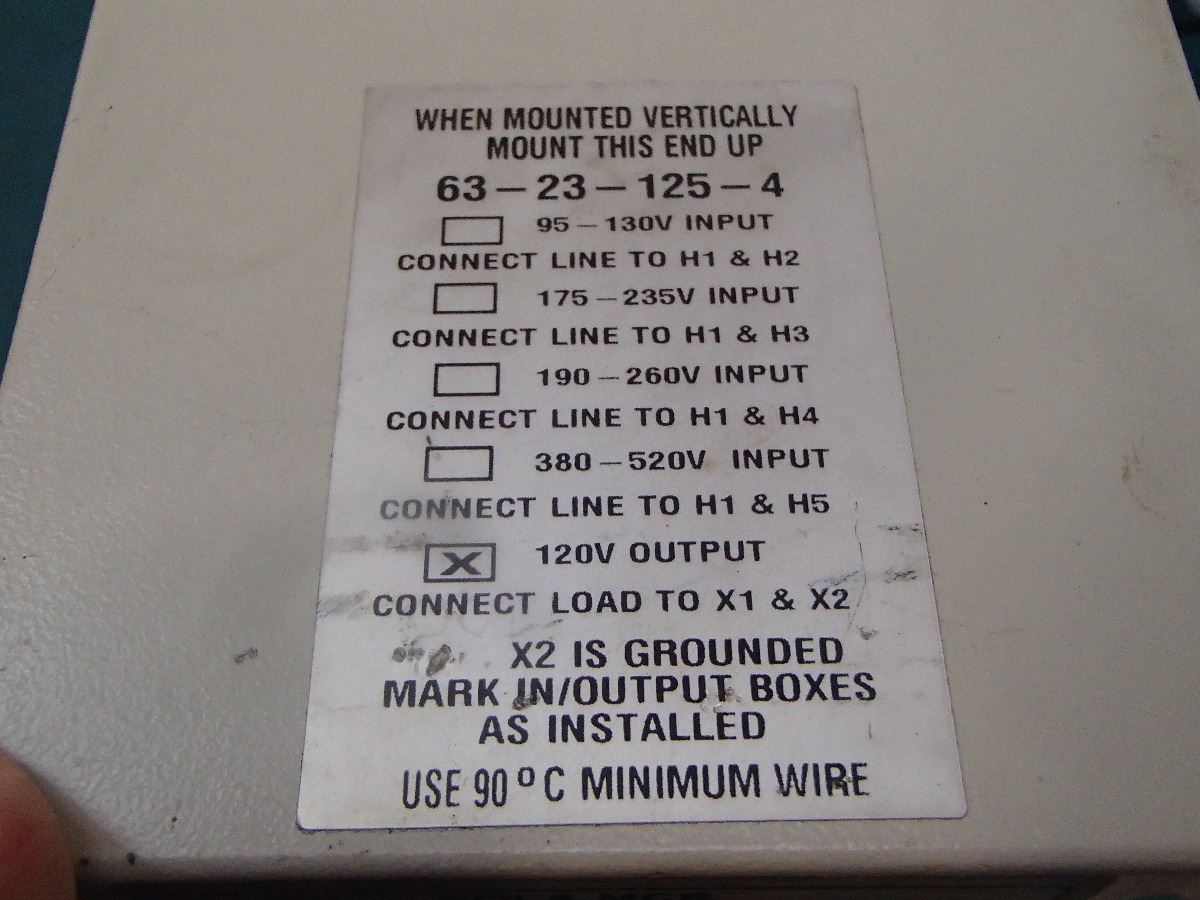 WHEN MOUNTED VERTICALLY
MOUNT THIS END UP
63-23-125-4
95-130V INPUT
CONNECT LINE TO H1 & H2
175-235V INPUT
CONNECT LINE TO H1 & H3
190-260V INPUT
CONNECT LINE TO H1 & H4
380-520V INPUT
CONNECT LINE TO H1 & H5
X 120V OUTPUT
CONNECT LOAD TO X1 & X2
X2 IS GROUNDED
MARK IN/OUTPUT BOXES
AS INSTALLED
USE 90°C MINIMUM WIRE